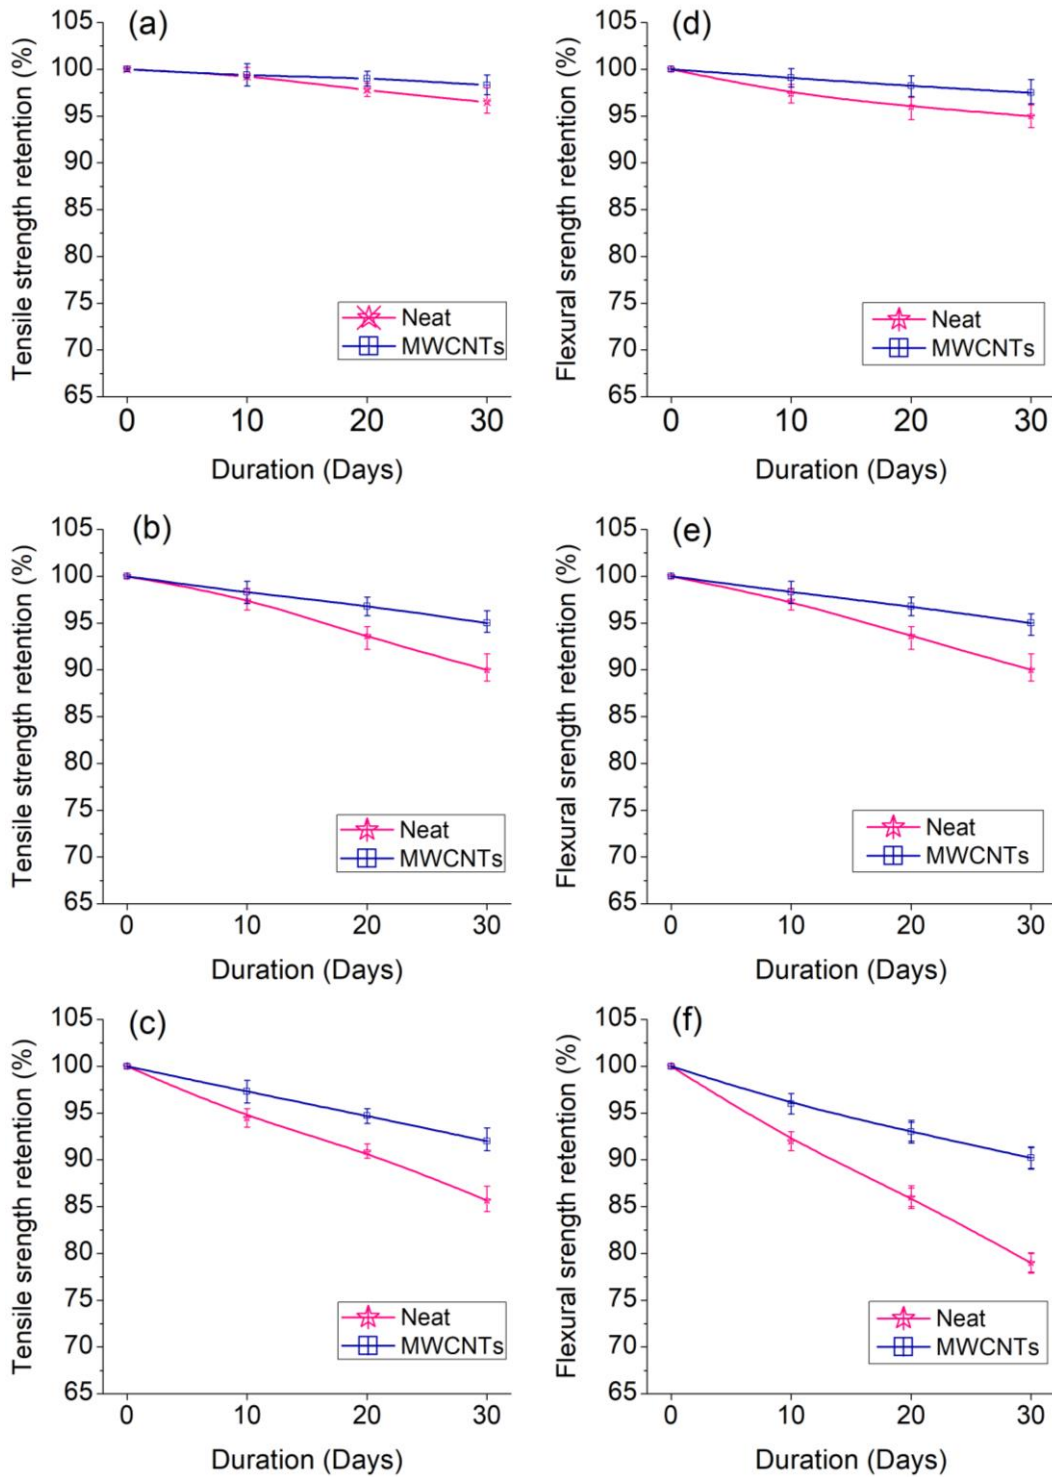 (a)
Tensile strength retention (%)
105
100
95
90
85
80
75
70
65
Neat
MWCNTs
0 10 20 30
Duration (Days)
(d)
Flexural srength retention (%)
105
100
95
90
85
80
75
70
65
Neat
MWCNTs
0 10 20 30
Duration (Days)
(b)
Tensile strength retention (%)
105
100
95
90
85
80
75
70
65
Neat
MWCNTs
0 10 20 30
Duration (Days)
(e)
Flexural srength retention (%)
105
100
95
90
85
80
75
70
65
Neat
MWCNTs
0 10 20 30
Duration (Days)
(c)
Tensile srength retention (%)
105
100
95
90
85
80
75
70
65
Neat
MWCNTs
0 10 20 30
Duration (Days)
(f)
Flexural srength retention (%)
105
100
95
90
85
80
75
70
65
Neat
MWCNTs
0 10 20 30
Duration (Days)